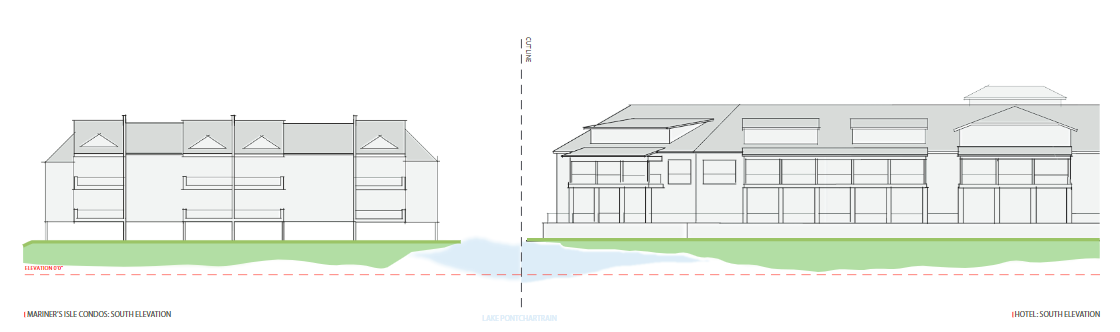 CUT LINE
ELEVATION 0'0"
| MARINER'S ISLE CONDOS: SOUTH ELEVATION
LAKE PONTCHARTRAIN
| HOTEL: SOUTH ELEVATION